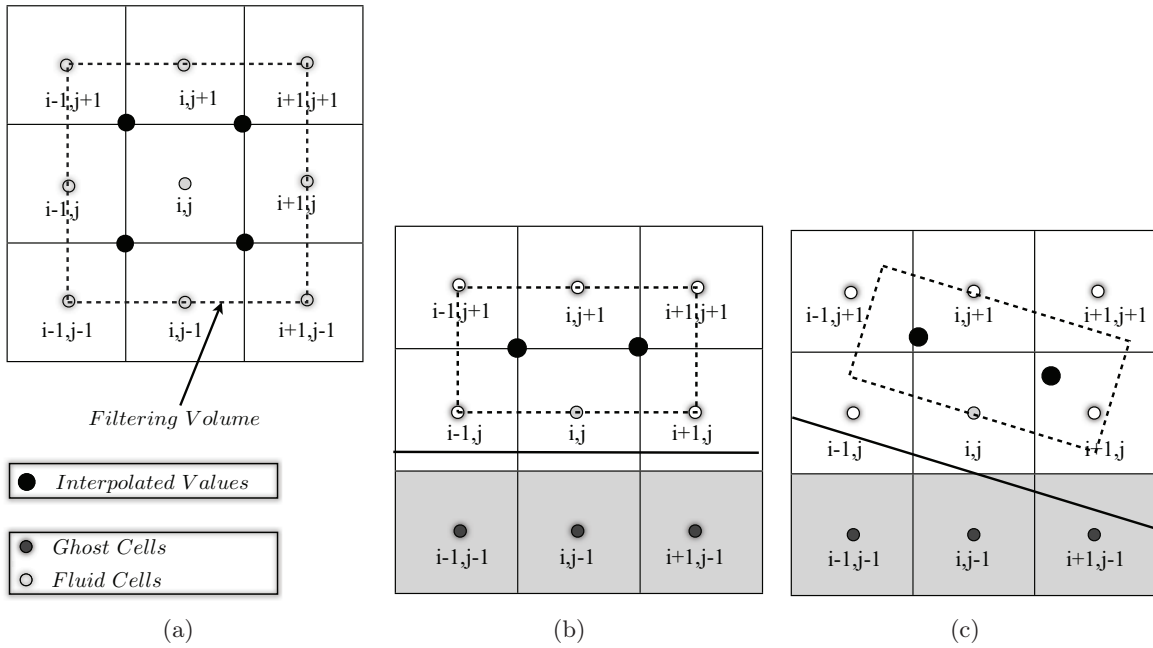 i-1,j+1 i,j+1 i+1,j+1
i-1,j i,j i+1,j
i-1,j-1 i,j-1 i+1,j-1
Filtering Volume
Interpolated Values
Ghost Cells
Fluid Cells
(a)
i-1,j+1 i,j+1 i+1,j+1
i-1,j i,j i+1,j
i-1,j-1 i,j-1 i+1,j-1
(b)
i-1,j+1 i,j+1 i+1,j+1
i-1,j i,j i+1,j
i-1,j-1 i,j-1 i+1,j-1
(c)